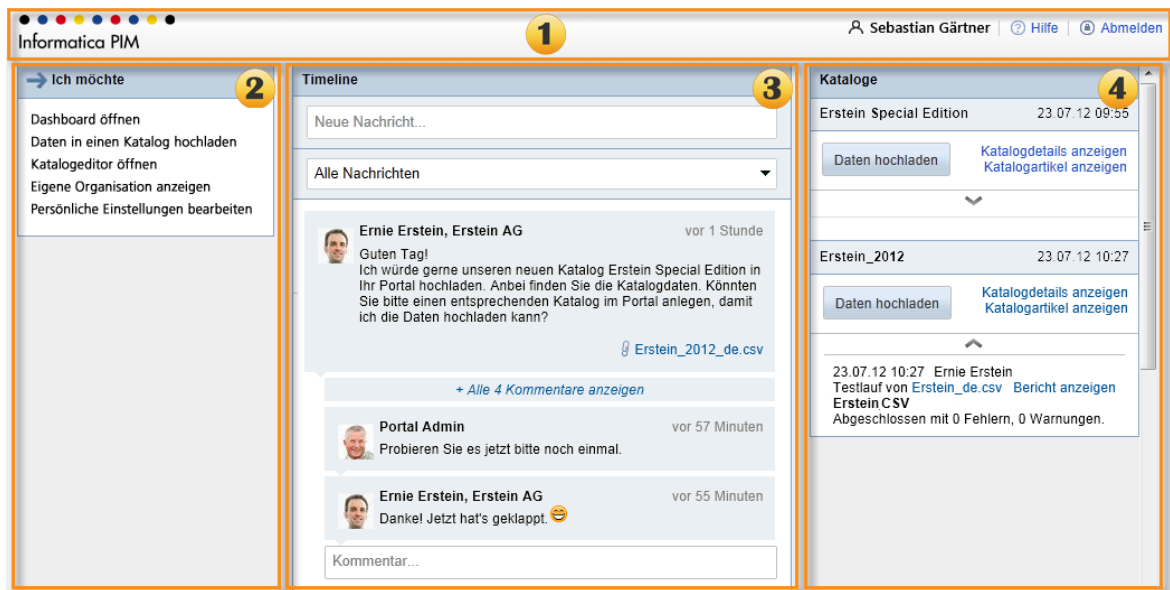 Informatica PIM
1
Sebastian Gärtner
Hilfe
Abmelden
Ich möchte
2
Dashboard öffnen
Daten in einen Katalog hochladen
Katalogeditor öffnen
Eigene Organisation anzeigen
Persönliche Einstellungen bearbeiten
Timeline
3
Neue Nachricht...
Alle Nachrichten
Ernie Erstein, Erstein AG vor 1 Stunde
Guten Tag!
Ich würde gerne unseren neuen Katalog Erstein Special Edition in
Ihr Portal hochladen. Anbei finden Sie die Katalogdaten. Könnten
Sie bitte einen entsprechenden Katalog im Portal anlegen, damit
ich die Daten hochladen kann?
Erstein_2012_de.csv
+ Alle 4 Kommentare anzeigen
Portal Admin vor 57 Minuten
Probieren Sie es jetzt bitte noch einmal.
Ernie Erstein, Erstein AG vor 55 Minuten
Danke! Jetzt hat's geklappt.
Kommentar...
Kataloge
4
Erstein Special Edition 23.07.12 09:55
Daten hochladen
Katalogdetails anzeigen
Katalogartikel anzeigen
Erstein_2012 23.07.12 10:27
Daten hochladen
Katalogdetails anzeigen
Katalogartikel anzeigen
23.07.12 10:27 Ernie Erstein
Testlauf von Erstein_de.csv Bericht anzeigen
Erstein CSV
Abgeschlossen mit 0 Fehlern, 0 Warnungen.